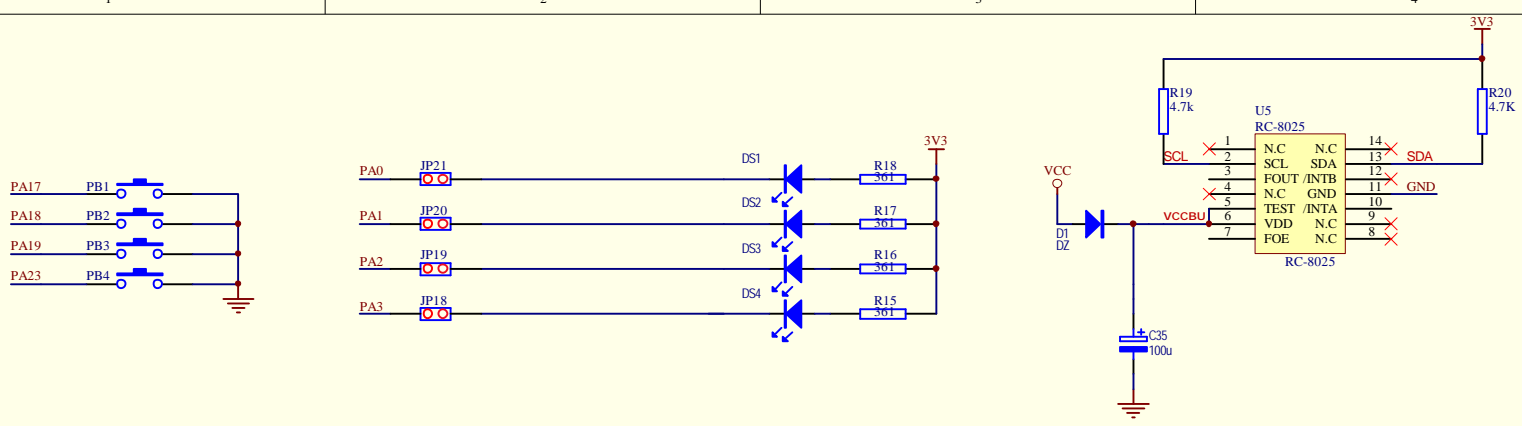 1 2 3 4
PA17 PB1
PA18 PB2
PA19 PB3
PA23 PB4
PA0 JP21 DS1 R18 361
PA1 JP20 DS2 R17 361
PA2 JP19 DS3 R16 361
PA3 JP18 DS4 R15 361
3V3
VCC
D1
DZ
VCCBU
+
C35
100u
3V3
R19
4.7k
R20
4.7K
U5
RC-8025
SCL
SDA
GND
1 N.C N.C 14
2 SCL SDA 13
3 FOUT /INTB 12
4 N.C GND 11
5 TEST /INTA 10
6 VDD N.C 9
7 FOE N.C 8
RC-8025